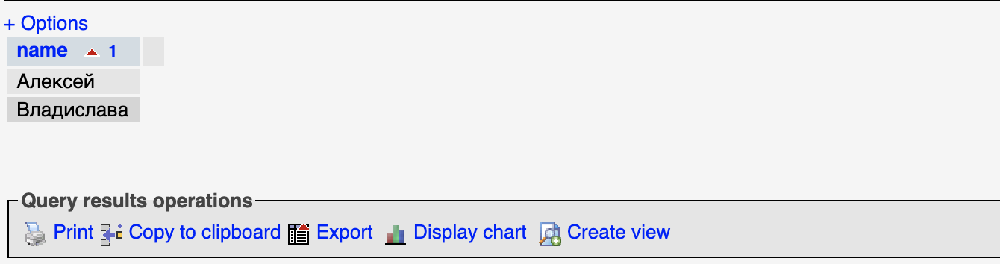 + Options
name 1
Алексей
Владислава
Query results operations
Print Copy to clipboard Export Display chart Create view